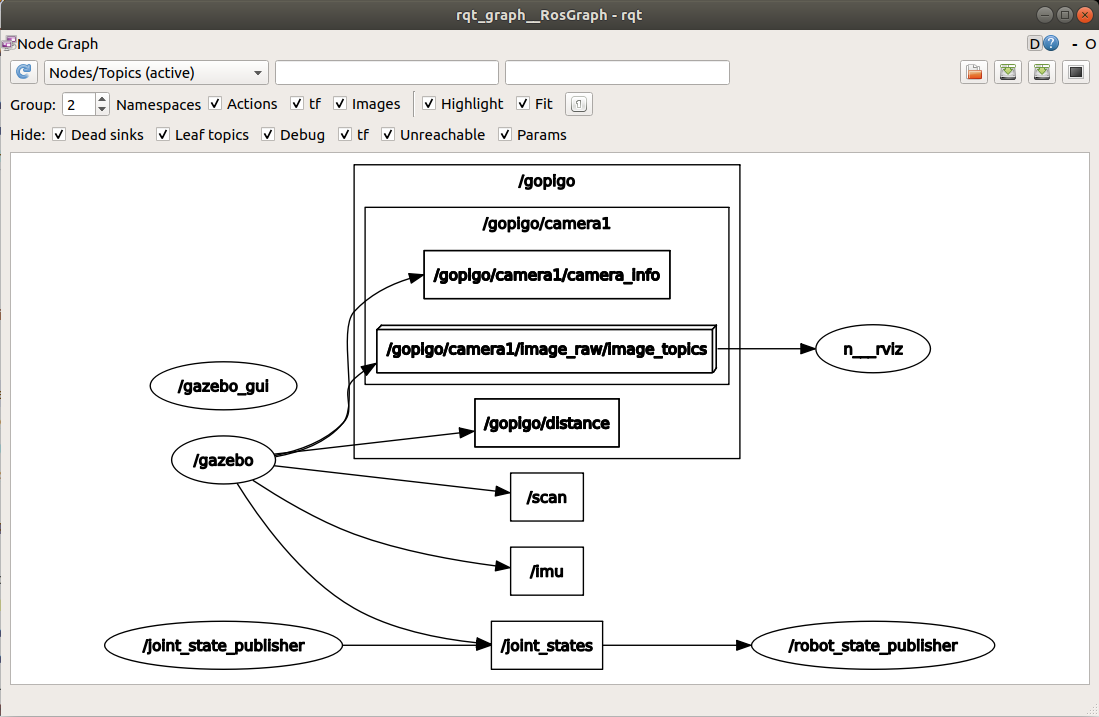 rqt_graph__RosGraph - rqt
Node Graph
D
?
- O
Nodes/Topics (active)
Group: 2 Namespaces Actions tf Images Highlight Fit
Hide: Dead sinks Leaf topics Debug tf Unreachable Params
/gopigo
/gopigo/camera1
/gopigo/camera1/camera_info
/gopigo/camera1/image_raw/image_topics
n___rviz
/gazebo_gui
/gopigo/distance
/gazebo
/scan
/imu
/joint_state_publisher
/joint_states
/robot_state_publisher